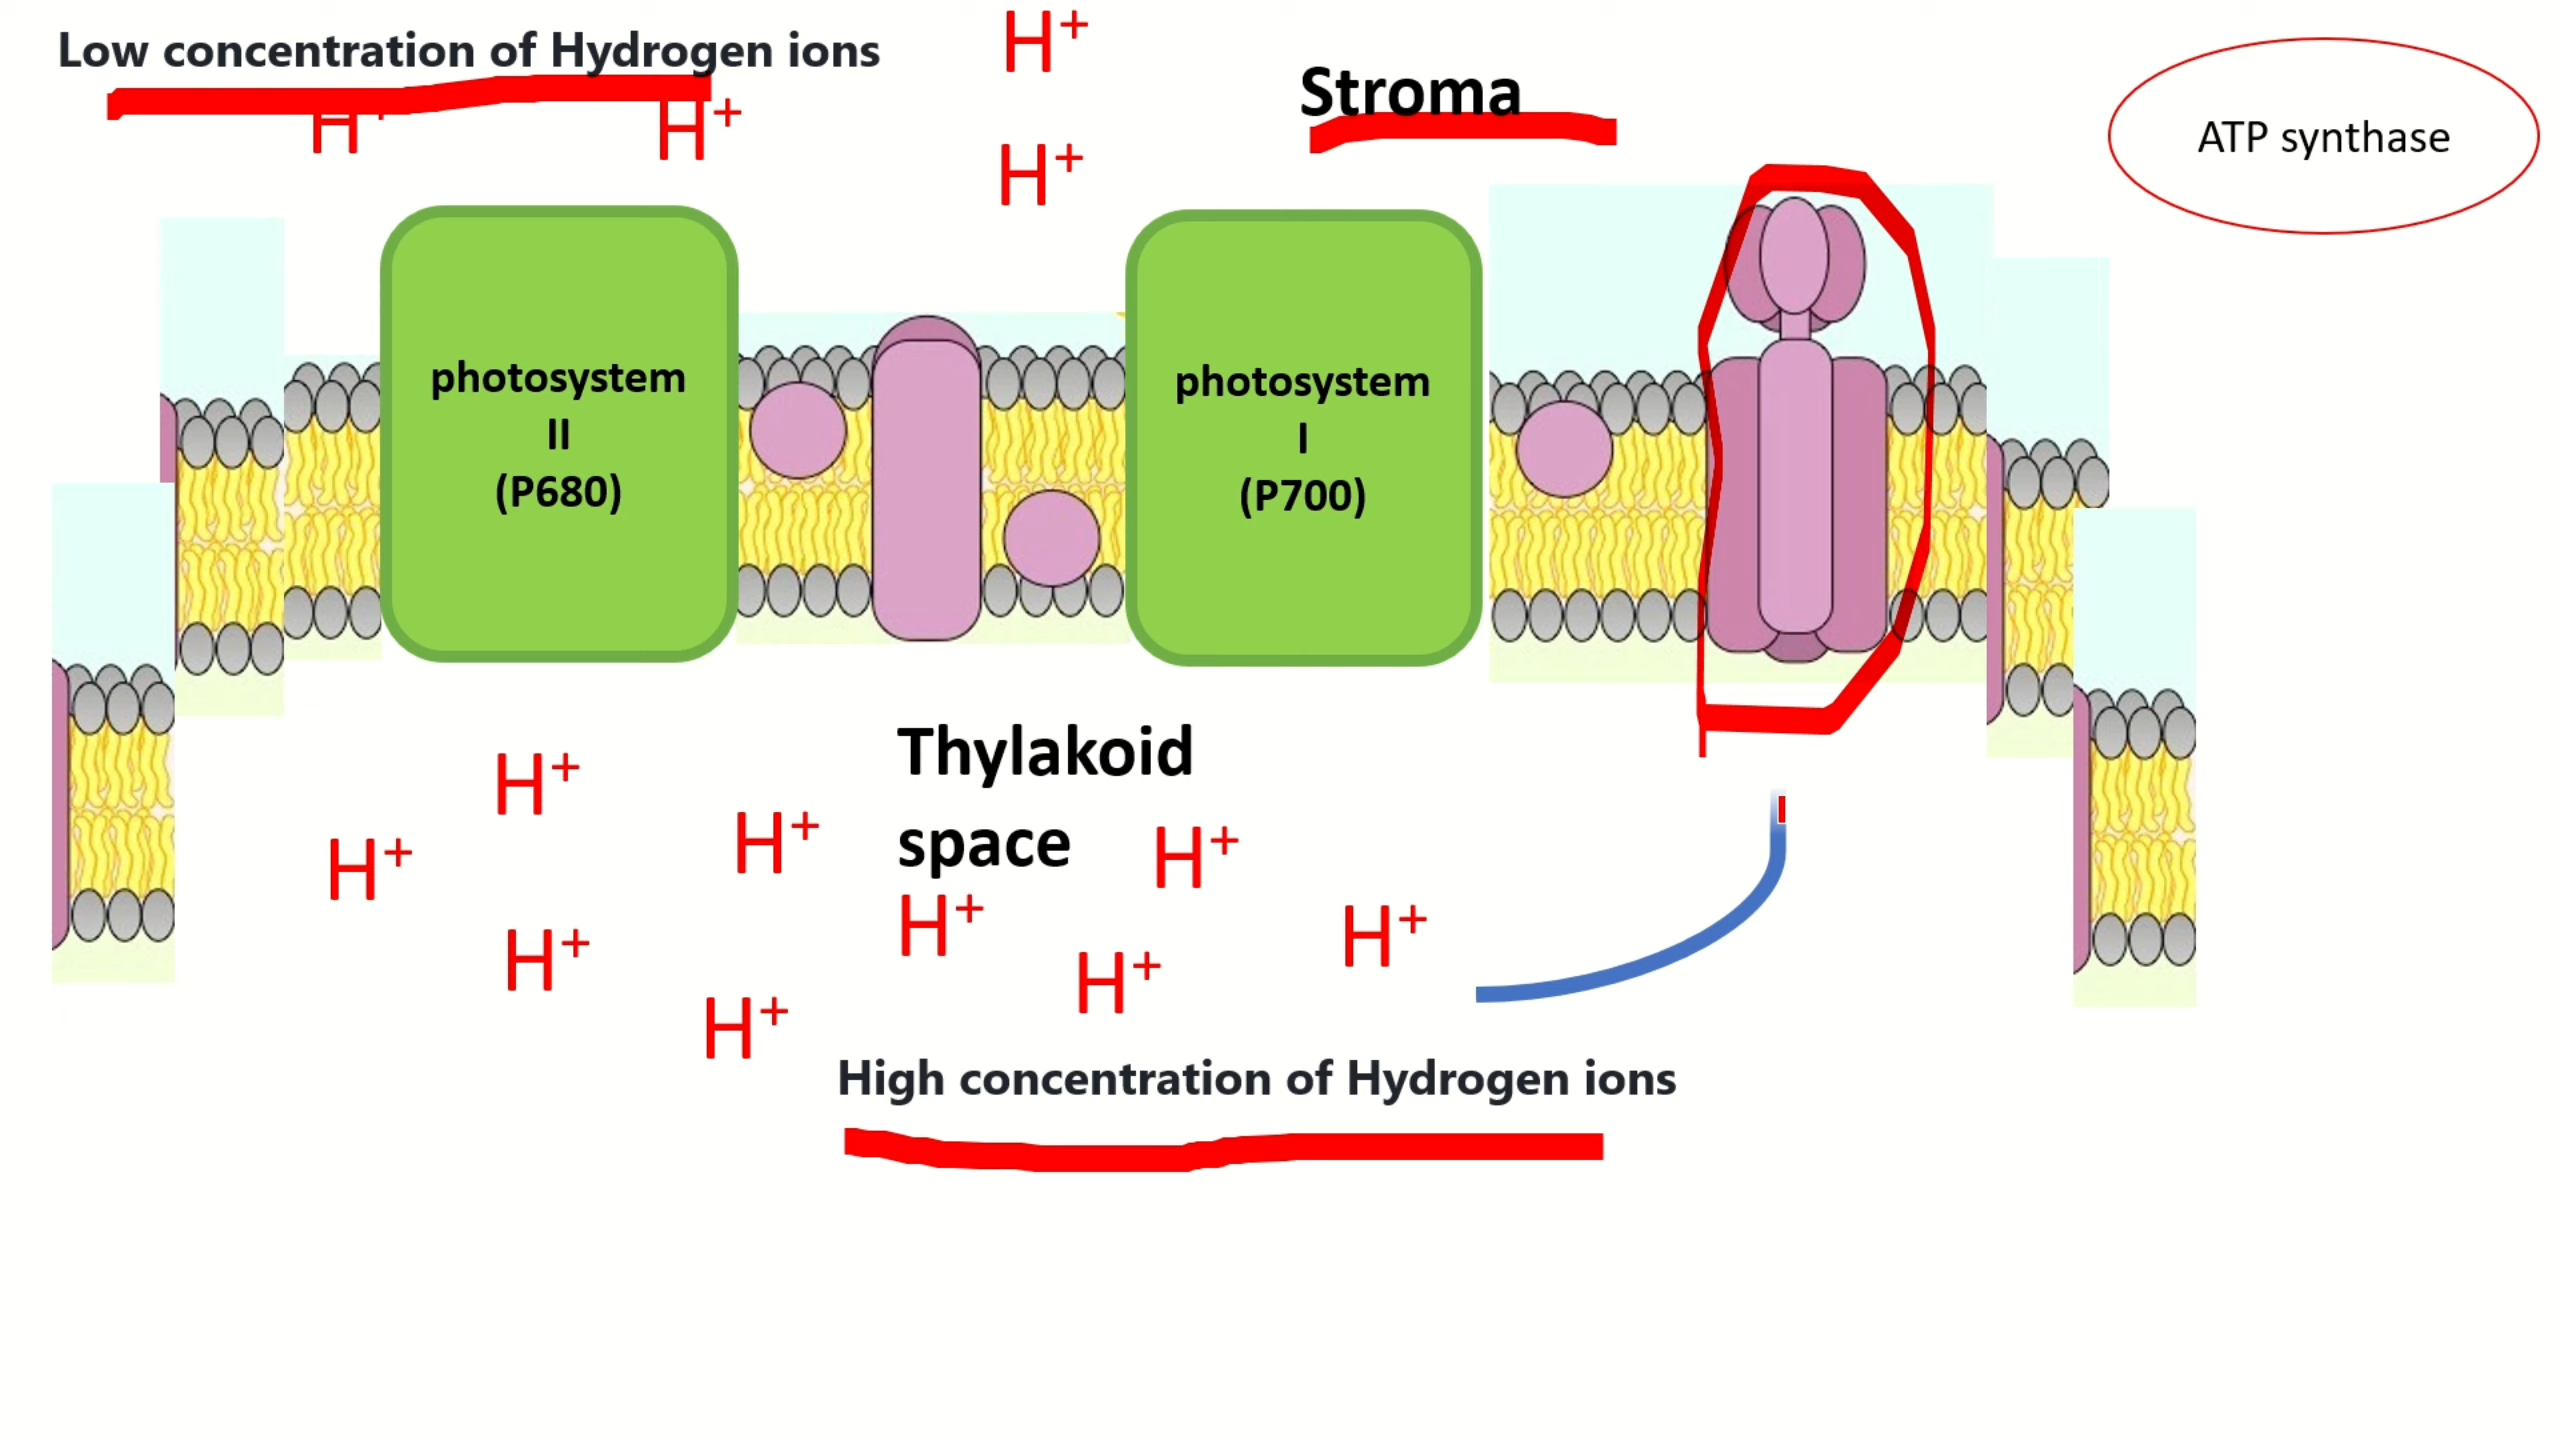 Low concentration of Hydrogen ions
H+
Stroma
ATP synthase
H+
H+
H+
photosystem
II
(P680)
photosystem
I
(P700)
Thylakoid
space
H+
H+
H+
H+
H+
H+
H+
H+
H+
High concentration of Hydrogen ions